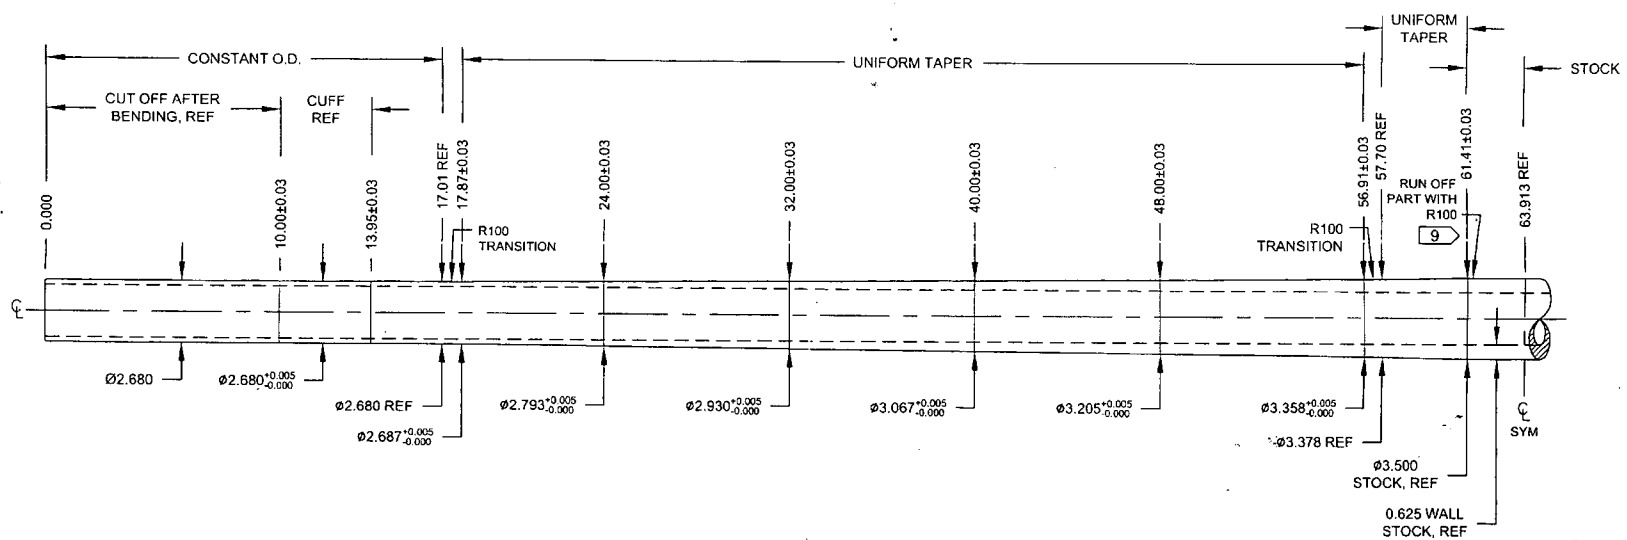 UNIFORM
TAPER
CONSTANT O.D.
UNIFORM TAPER
STOCK
CUT OFF AFTER
BENDING, REF
CUFF
REF
0.000
10.00±0.03
13.95±0.03
17.01 REF
17.87±0.03
24.00±0.03
32.00±0.03
40.00±0.03
48.00±0.03
56.91±0.03
57.70 REF
61.41±0.03
63.913 REF
R100
TRANSITION
R100
TRANSITION
RUN OFF
PART WITH
R100
9
℄
Ø2.680
Ø2.680 +0.005 -0.000
Ø2.680 REF
Ø2.687 +0.005 -0.000
Ø2.793 +0.005 -0.000
Ø2.930 +0.005 -0.000
Ø3.067 +0.005 -0.000
Ø3.205 +0.005 -0.000
Ø3.358 +0.005 -0.000
Ø3.378 REF
Ø3.500
STOCK, REF
0.625 WALL
STOCK, REF
℄
SYM